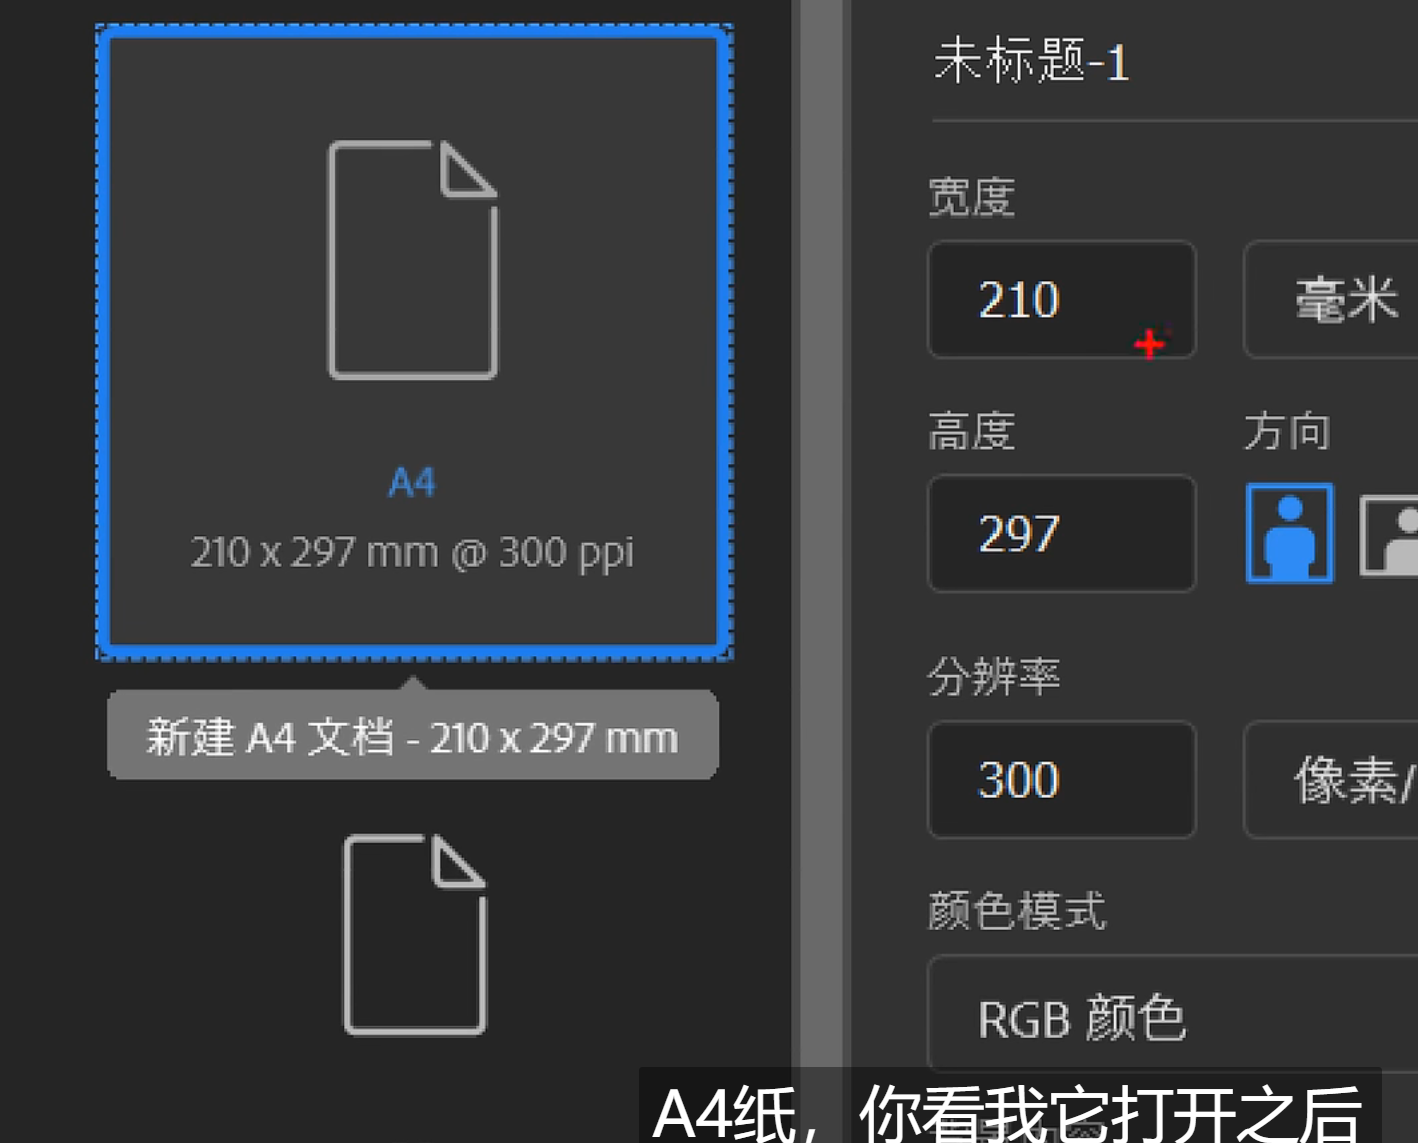 A4
210 x 297 mm @ 300 ppi
新建 A4 文档 - 210 x 297 mm
未标题-1
宽度
210
毫米
高度
方向
297
分辨率
300
像素/
颜色模式
RGB 颜色
A4纸，你看我它打开之后